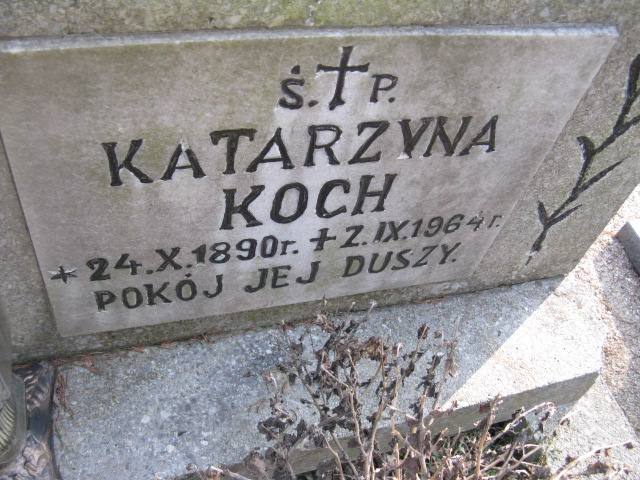 Ś. † P.
KATARZYNA
KOCH
* 24.X.1890r. + 2.IX.1964r.
POKÓJ JEJ DUSZY.